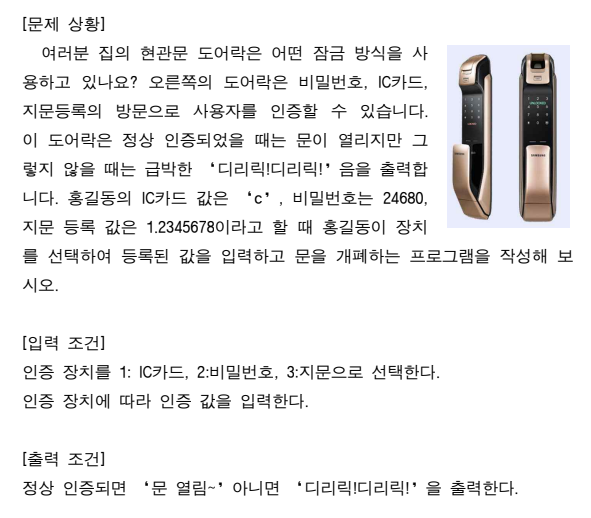 [문제 상황]
여러분 집의 현관문 도어락은 어떤 잠금 방식을 사
용하고 있나요? 오른쪽의 도어락은 비밀번호, IC카드,
지문등록의 방문으로 사용자를 인증할 수 있습니다.
이 도어락은 정상 인증되었을 때는 문이 열리지만 그
렇지 않을 때는 급박한 ‘디리릭!디리릭!’음을 출력합
니다. 홍길동의 IC카드 값은 ‘c’, 비밀번호는 24680,
지문 등록 값은 1.2345678이라고 할 때 홍길동이 장치
를 선택하여 등록된 값을 입력하고 문을 개폐하는 프로그램을 작성해 보
시오.
[입력 조건]
인증 장치를 1: IC카드, 2:비밀번호, 3:지문으로 선택한다.
인증 장치에 따라 인증 값을 입력한다.
[출력 조건]
정상 인증되면 ‘문 열림~’아니면 ‘디리릭!디리릭!’을 출력한다.